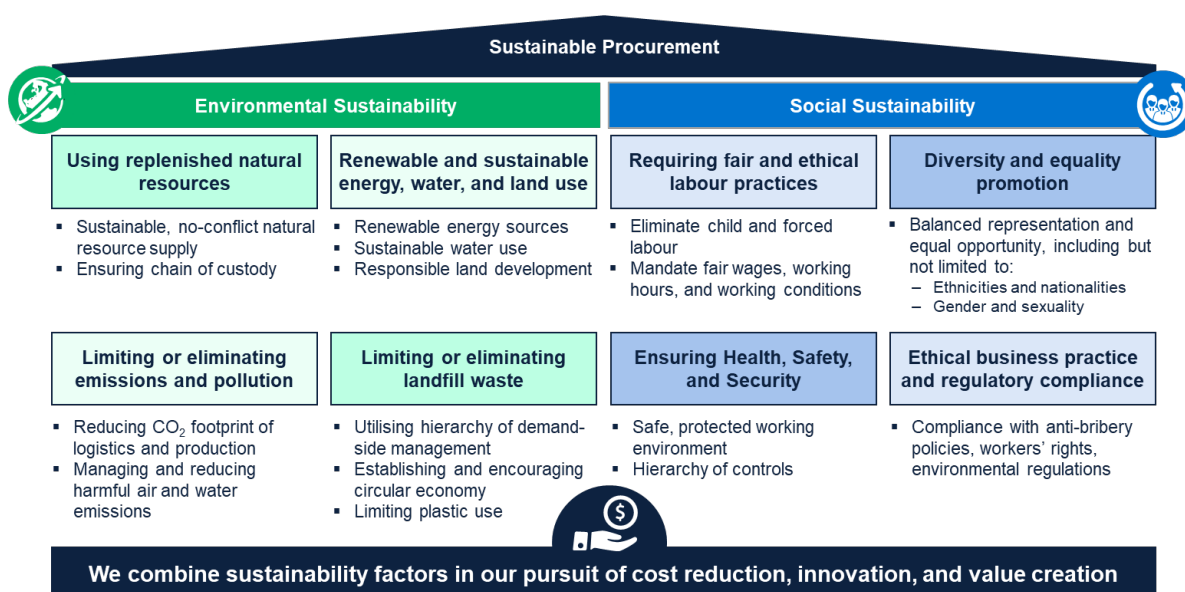 Sustainable Procurement
Environmental Sustainability
Social Sustainability
Using replenished natural
resources
▪ Sustainable, no-conflict natural
resource supply
▪ Ensuring chain of custody
Renewable and sustainable
energy, water, and land use
▪ Renewable energy sources
▪ Sustainable water use
▪ Responsible land development
Requiring fair and ethical
labour practices
▪ Eliminate child and forced
labour
▪ Mandate fair wages, working
hours, and working conditions
Diversity and equality
promotion
▪ Balanced representation and
equal opportunity, including but
not limited to:
– Ethnicities and nationalities
– Gender and sexuality
Limiting or eliminating
emissions and pollution
▪ Reducing CO₂ footprint of
logistics and production
▪ Managing and reducing
harmful air and water
emissions
Limiting or eliminating
landfill waste
▪ Utilising hierarchy of demand-
side management
▪ Establishing and encouraging
circular economy
▪ Limiting plastic use
Ensuring Health, Safety,
and Security
▪ Safe, protected working
environment
▪ Hierarchy of controls
Ethical business practice
and regulatory compliance
▪ Compliance with anti-bribery
policies, workers’ rights,
environmental regulations
$
We combine sustainability factors in our pursuit of cost reduction, innovation, and value creation